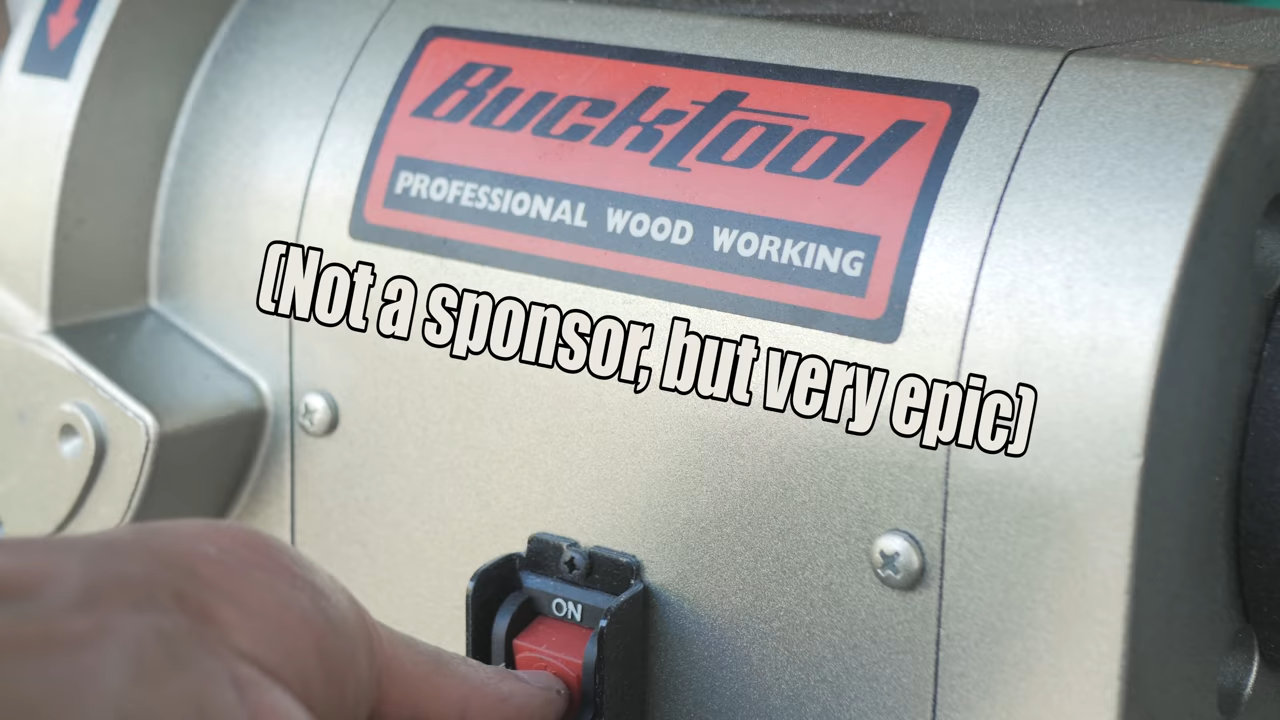 Bucktool
PROFESSIONAL WOOD WORKING
(Not a sponsor, but very epic)
ON